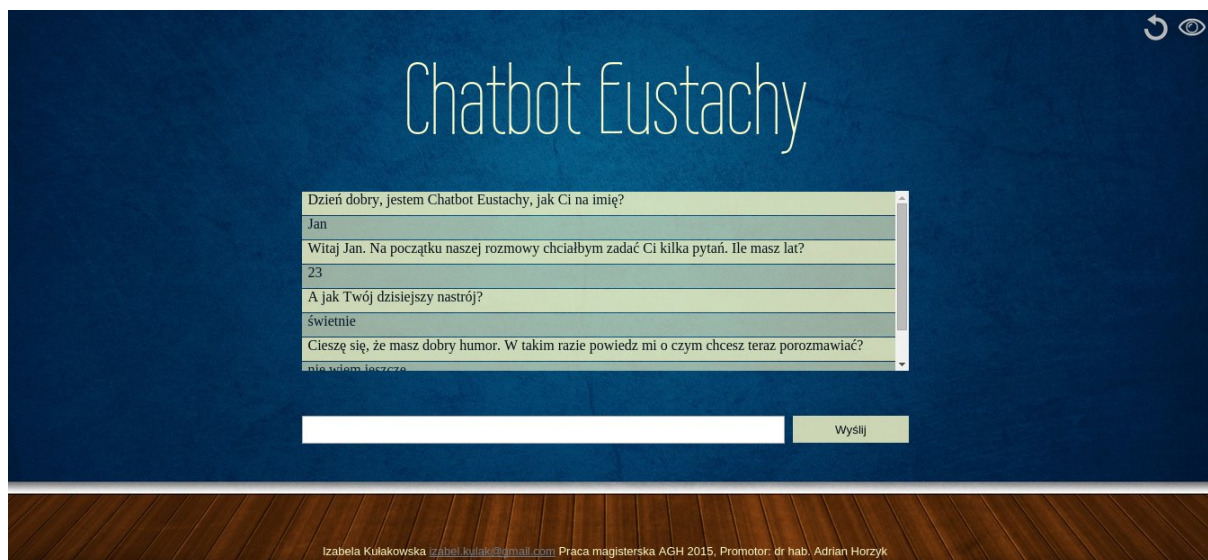 Chatbot Eustachy
Dzień dobry, jestem Chatbot Eustachy, jak Ci na imię?
Jan
Witaj Jan. Na początku naszej rozmowy chciałbym zadać Ci kilka pytań. Ile masz lat?
23
A jak Twój dzisiejszy nastrój?
świetnie
Cieszę się, że masz dobry humor. W takim razie powiedz mi o czym chcesz teraz porozmawiać?
nie wiem jeszcze
Wyślij
Izabela Kułakowska izabel.kulak@gmail.com Praca magisterska AGH 2015, Promotor: dr hab. Adrian Horzyk